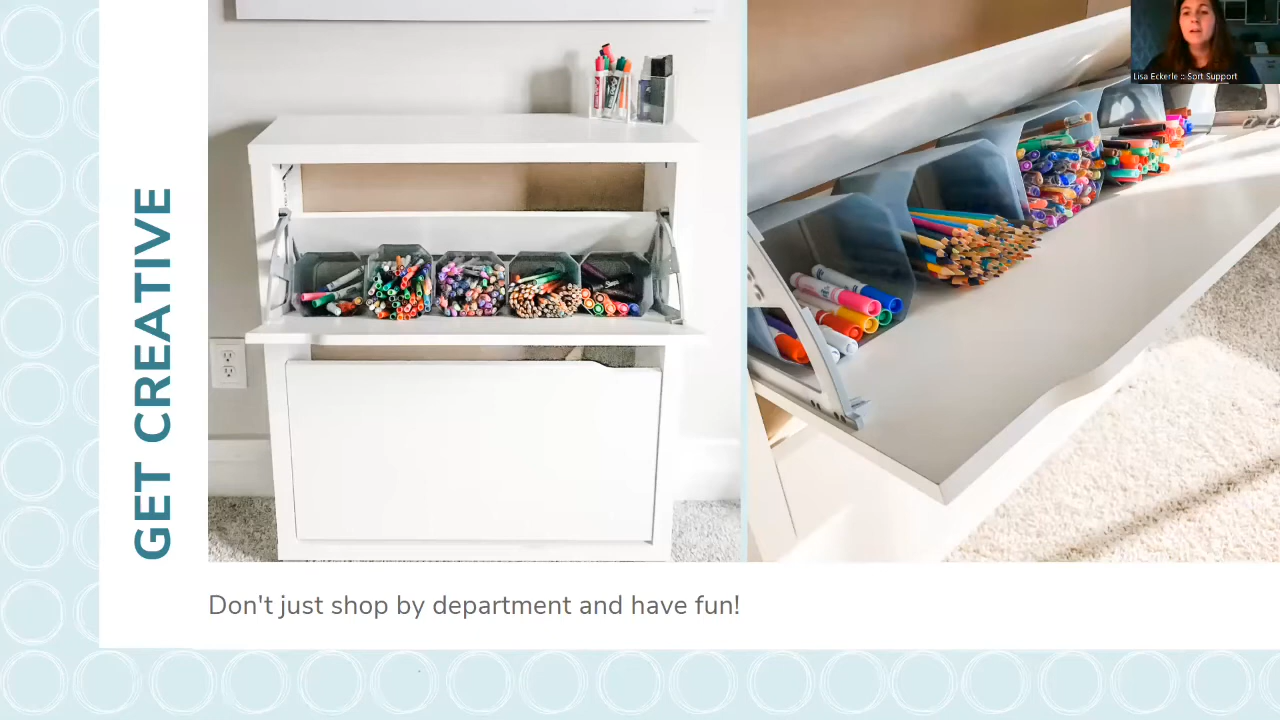 Lisa Eckerle :: Sort Support
GET CREATIVE
Don't just shop by department and have fun!